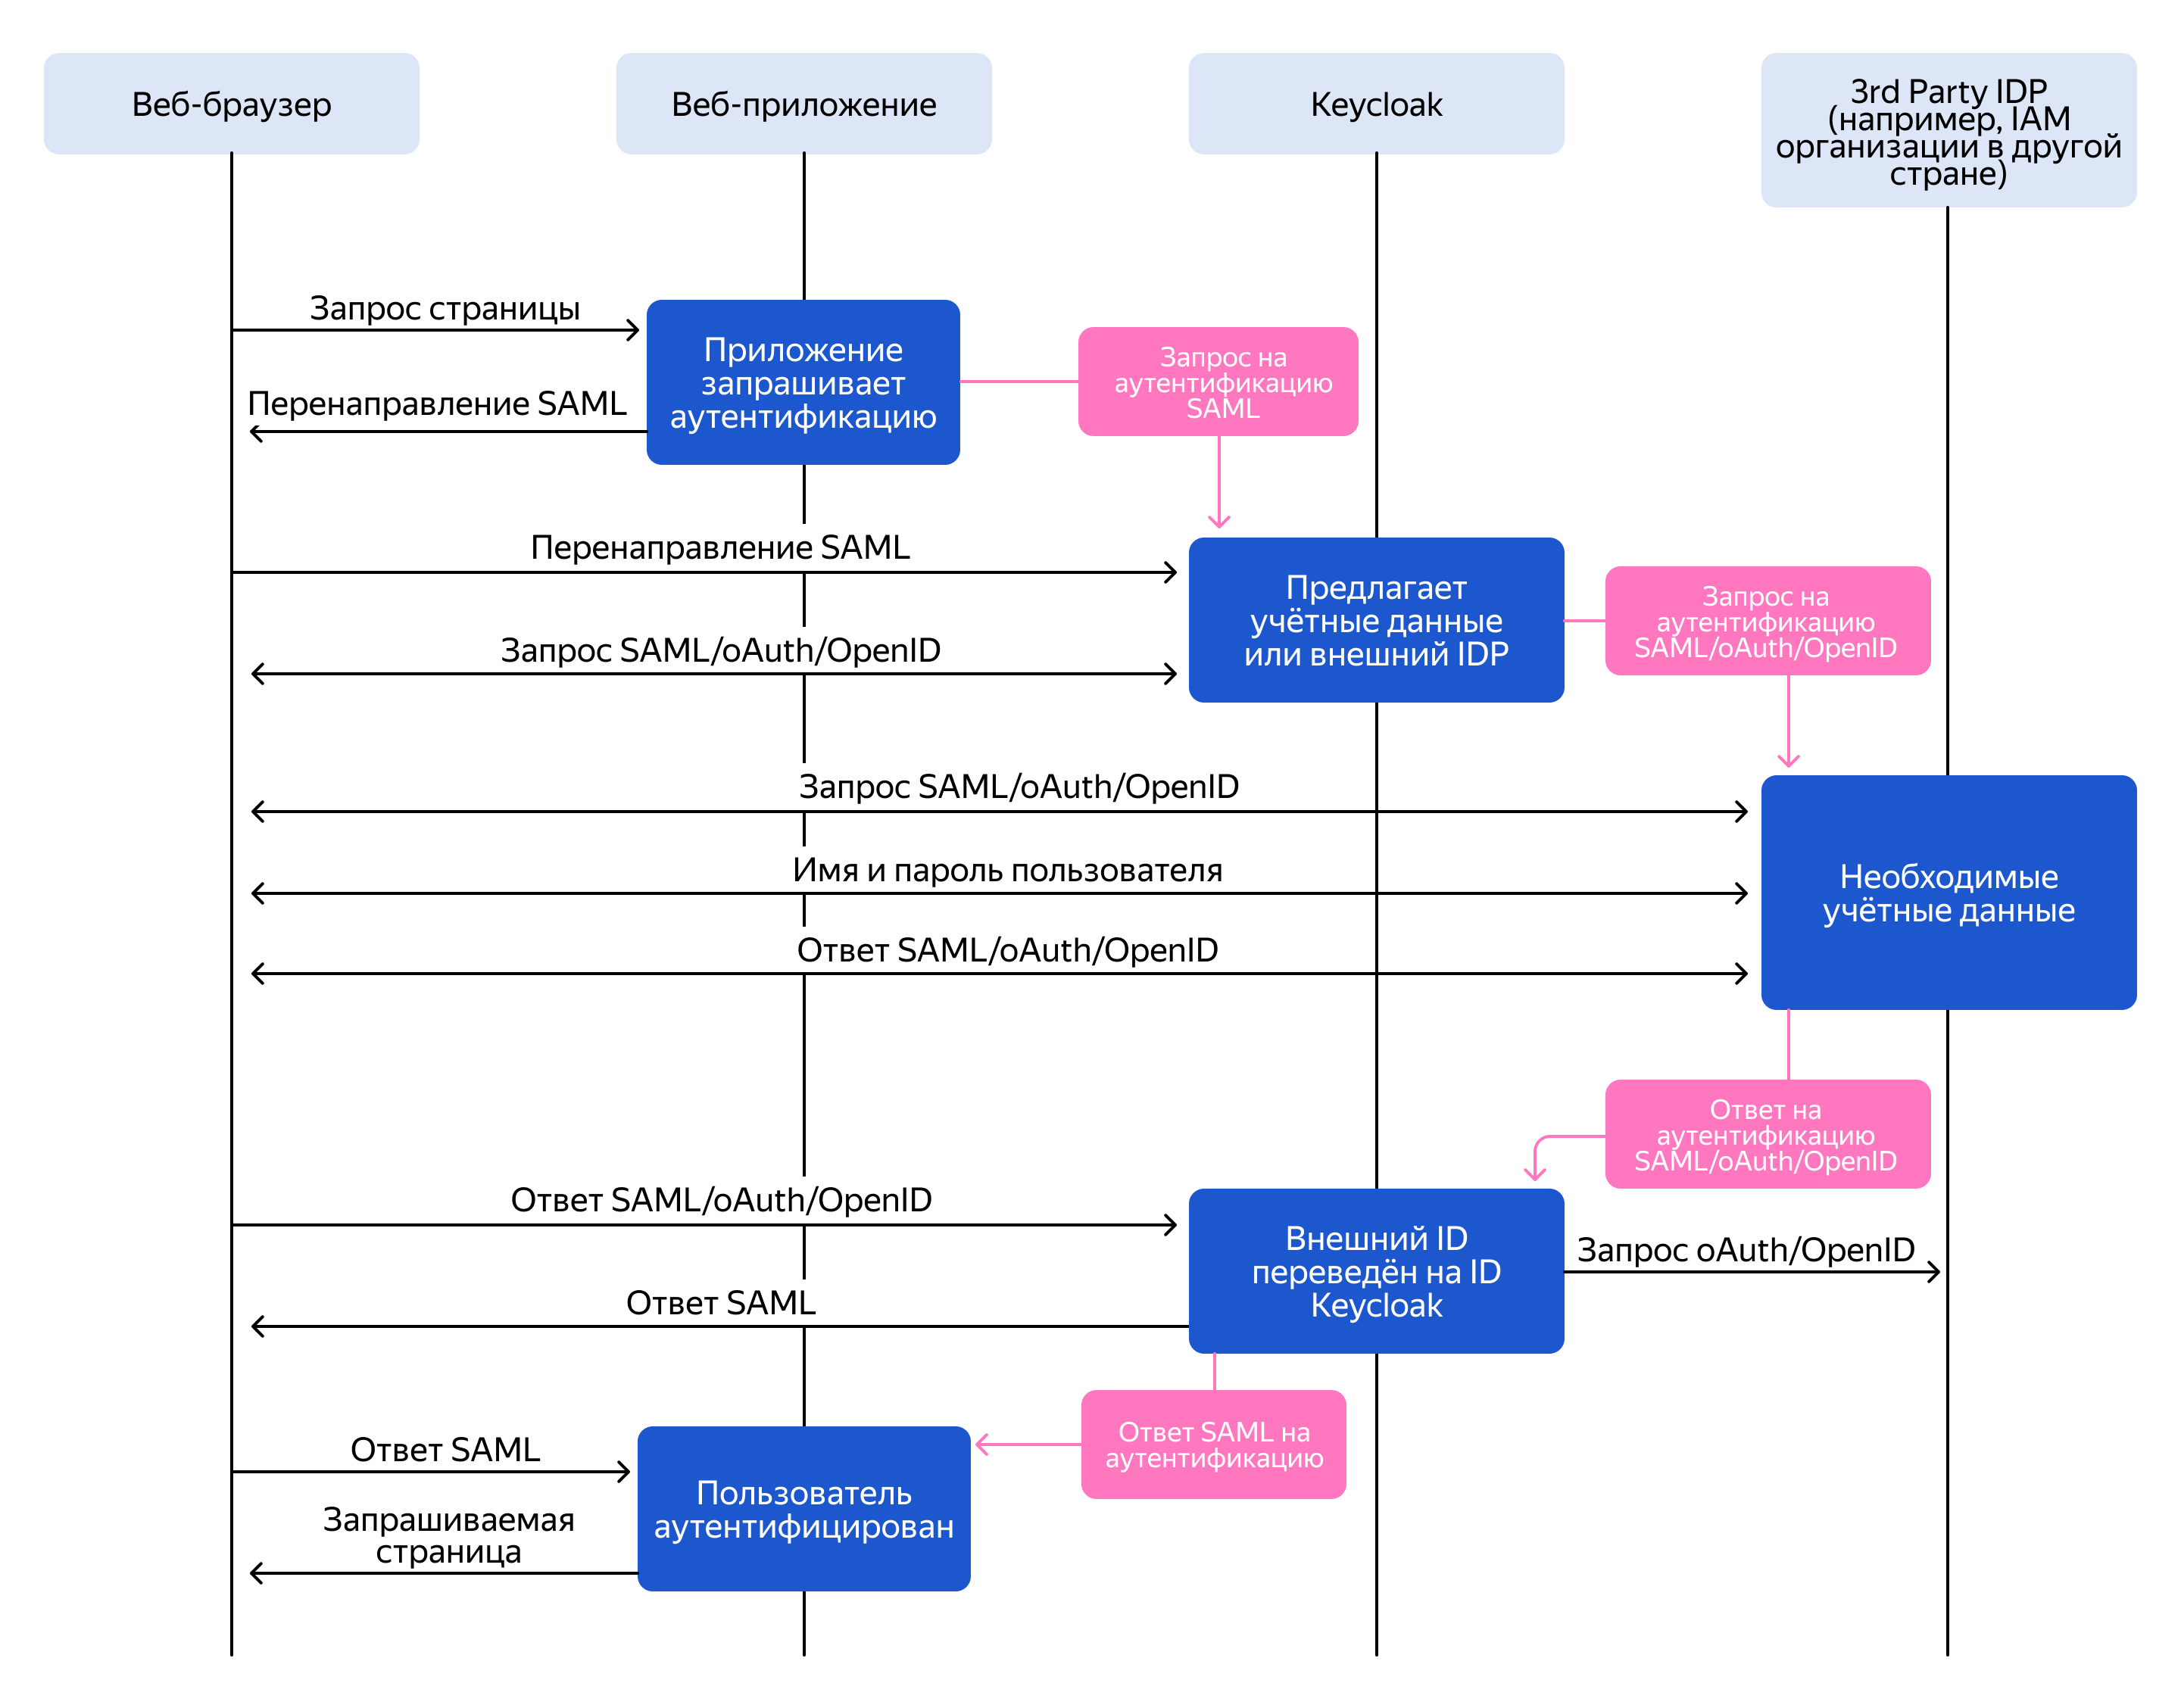 Веб-браузер
Веб-приложение
Keycloak
3rd Party IDP
(например, IAM
организации в другой
стране)
Запрос страницы
Приложение
запрашивает
аутентификацию
Запрос на
аутентификацию
SAML
Перенаправление SAML
Перенаправление SAML
Предлагает
учётные данные
или внешний IDP
Запрос на
аутентификацию
SAML/oAuth/OpenID
Запрос SAML/oAuth/OpenID
Запрос SAML/oAuth/OpenID
Имя и пароль пользователя
Необходимые
учётные данные
Ответ SAML/oAuth/OpenID
Ответ на
аутентификацию
SAML/oAuth/OpenID
Ответ SAML/oAuth/OpenID
Внешний ID
переведён на ID
Keycloak
Запрос oAuth/OpenID
Ответ SAML
Ответ SAML на
аутентификацию
Ответ SAML
Пользователь
аутентифицирован
Запрашиваемая
страница